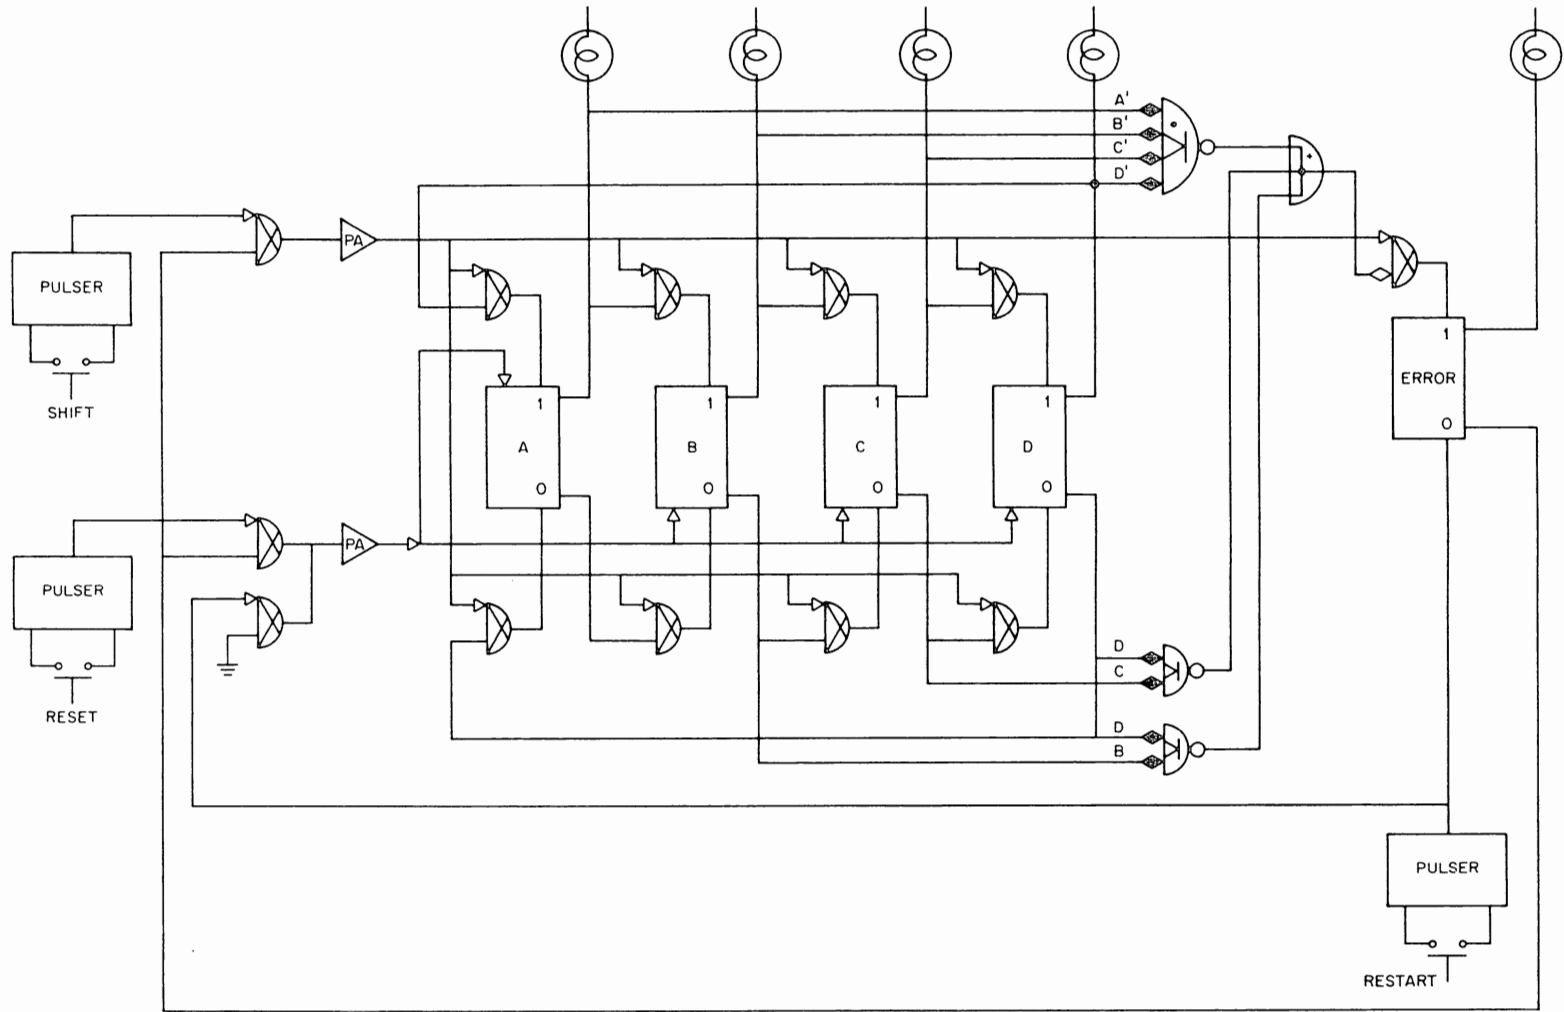 A'
B'
C'
D'
+
PA
PULSER
SHIFT
1
ERROR
0
1
1
1
1
A
B
C
D
0
0
0
0
PA
PULSER
RESET
D
C
D
B
PULSER
RESTART